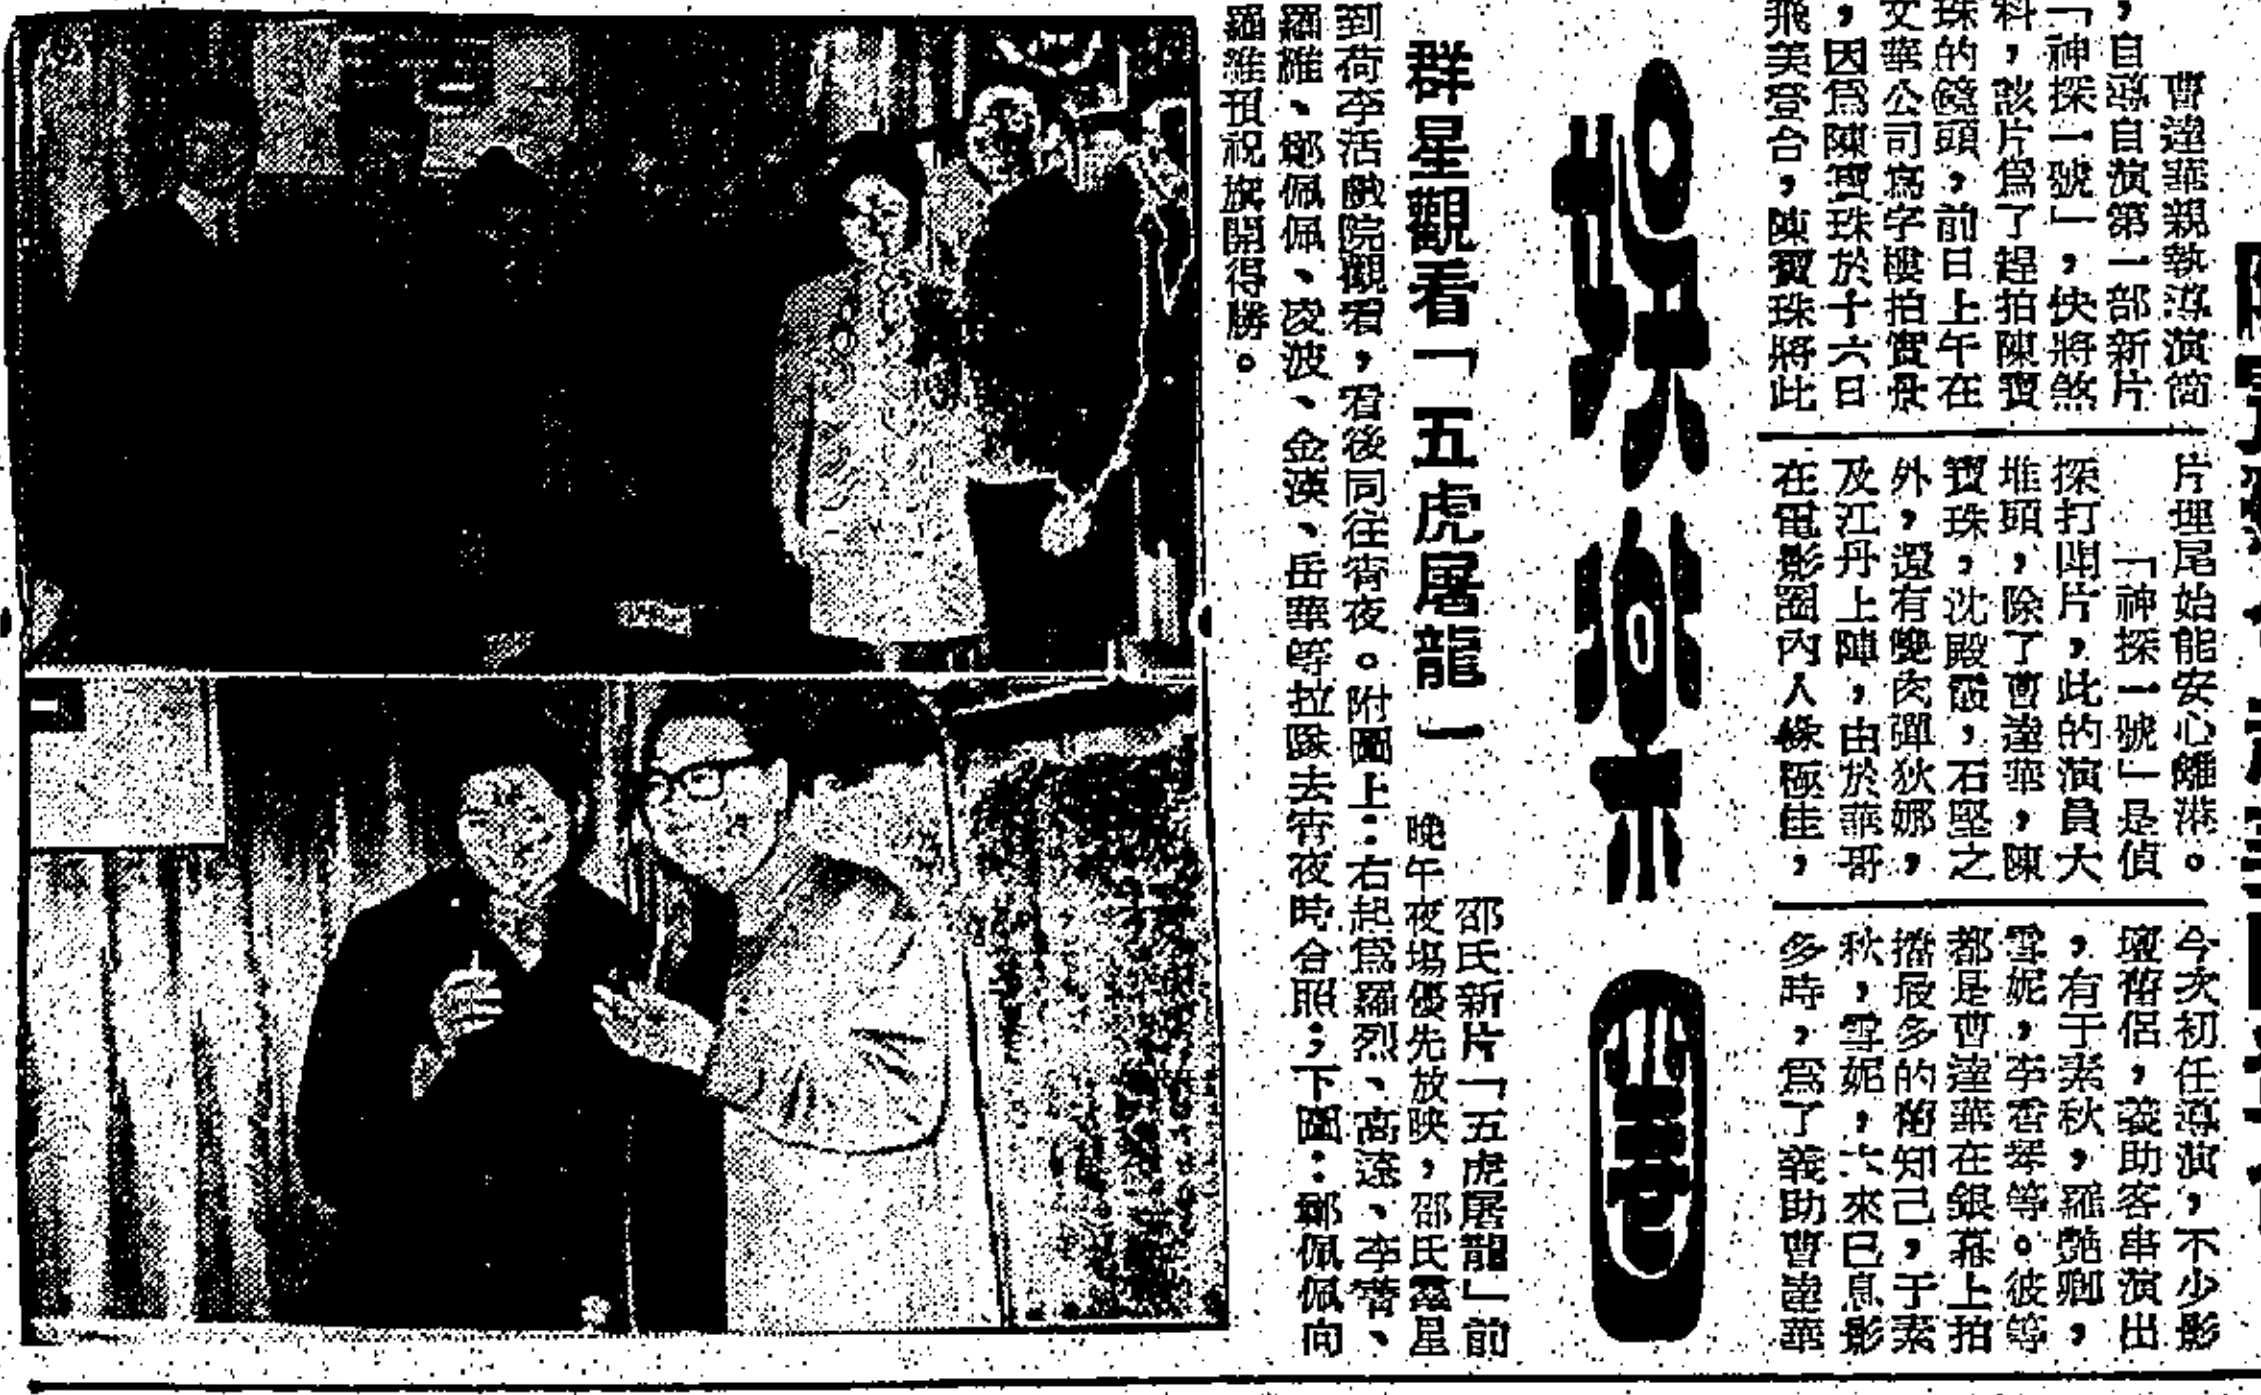 曹達華親執導演筒
，自導自演第一部新片
「神探一號」，快將煞
科，該片爲了趕拍陳寶
珠的鏡頭，前日上午在
文華公司寫字樓拍實景
，因爲陳寶珠於十六日
飛美登台，陳寶珠將此
片埋尾始能安心離港。
「神探一號」是偵
探打鬥片，此的演員大
堆頭，除了曹達華，陳
寶珠，沈殿霞，石堅之
外，還有雙肉彈狄娜，
及江丹上陣，由於華哥
在電影圈內人緣極佳，
今次初任導演，不少影
壇舊侶，義助客串演出
，有于素秋，羅艷卿，
雪妮，李香琴等。彼等
都是曹達華在銀幕上拍
擋最多的舊知己，于素
秋，雪妮，六來已息影
多時，爲了義助曹達華
娛樂圈
群星觀看「五虎屠龍」
邵氏新片「五虎屠龍」前
晚午夜場優先放映，邵氏羣星
到荷李活戲院觀看，看後同往宵夜。附圖上：右起爲羅烈、高遠、李菁、
羅維、鄭佩佩、凌波、金漢、岳華等拉隊去宵夜時合照；下圖：鄭佩佩向
羅維預祝旗開得勝。